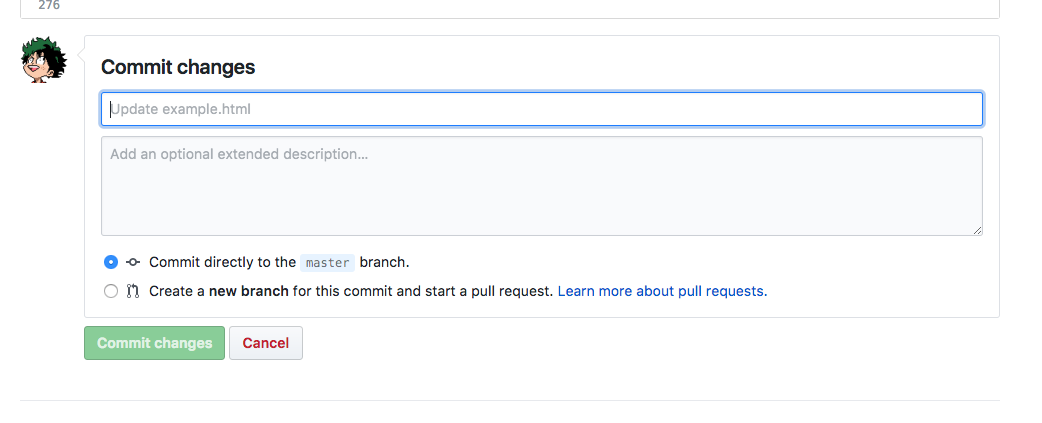 276
Commit changes
Update example.html
Add an optional extended description...
Commit directly to the master branch.
Create a new branch for this commit and start a pull request. Learn more about pull requests.
Commit changes Cancel